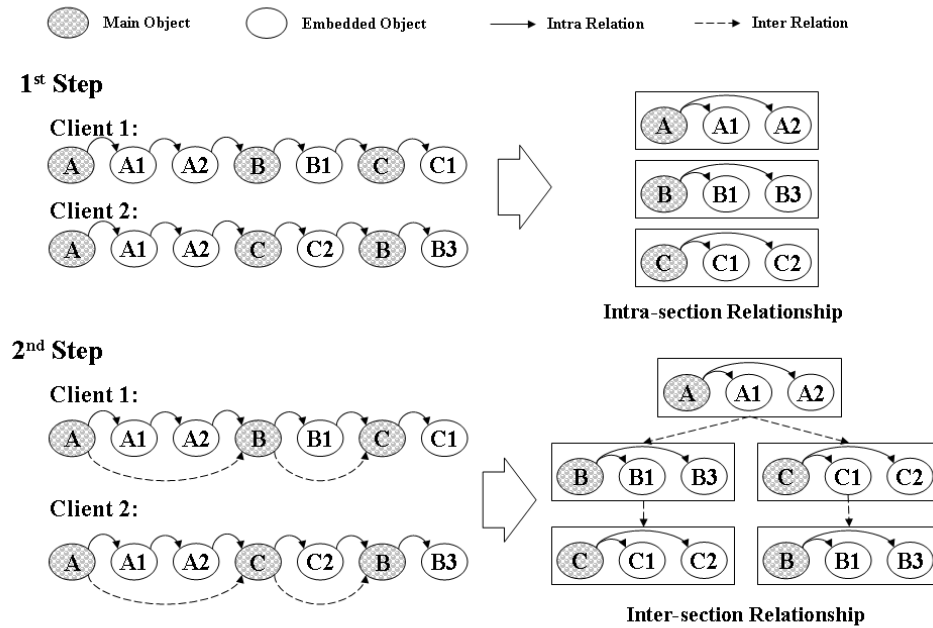 Main Object Embedded Object Intra Relation Inter Relation
1st Step
Client 1:
A A1 A2 B B1 C C1
Client 2:
A A1 A2 C C2 B B3
A A1 A2
B B1 B3
C C1 C2
Intra-section Relationship
2nd Step
Client 1:
A A1 A2 B B1 C C1
Client 2:
A A1 A2 C C2 B B3
A A1 A2
B B1 B3 C C1 C2
C C1 C2 B B1 B3
Inter-section Relationship